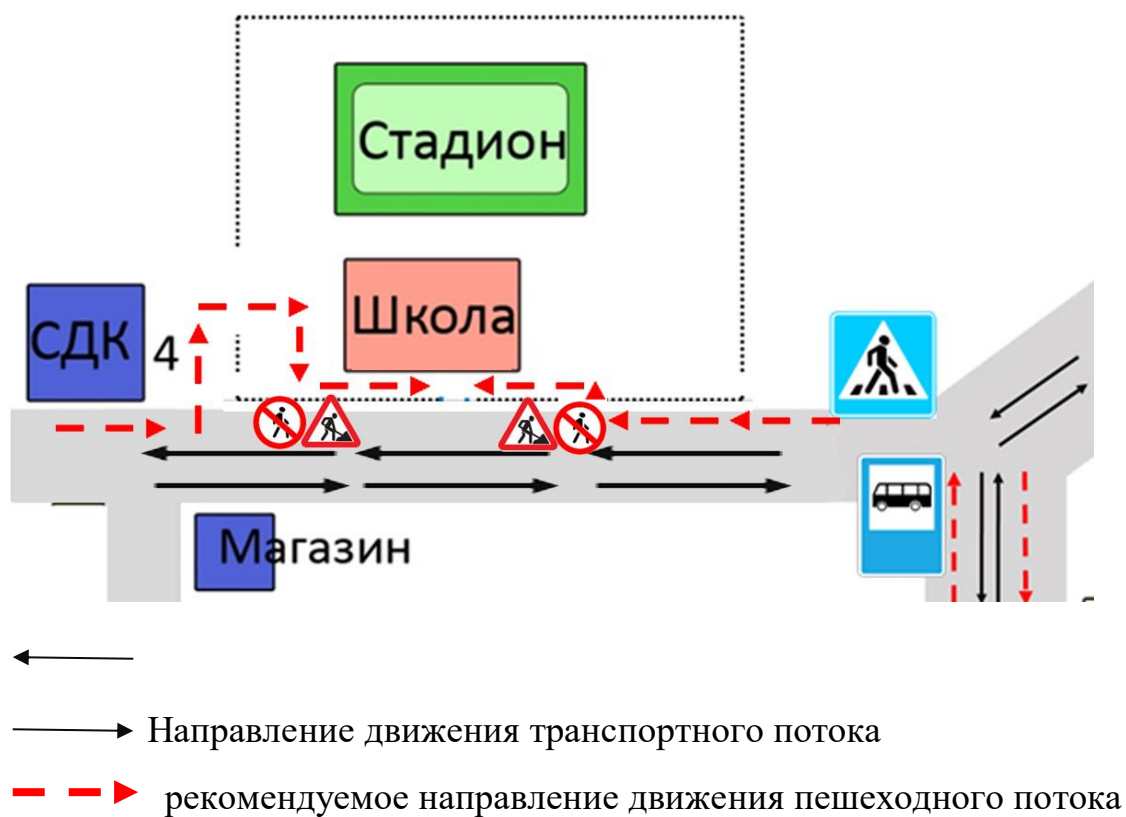 Стадион
Школа
СДК 4
Магазин
Направление движения транспортного потока
рекомендуемое направление движения пешеходного потока